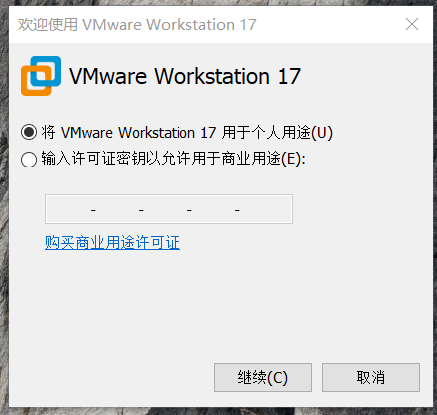 欢迎使用 VMware Workstation 17
VMware Workstation 17
将 VMware Workstation 17 用于个人用途(U)
输入许可证密钥以允许用于商业用途(E):
- - - -
购买商业用途许可证
继续(C) 取消